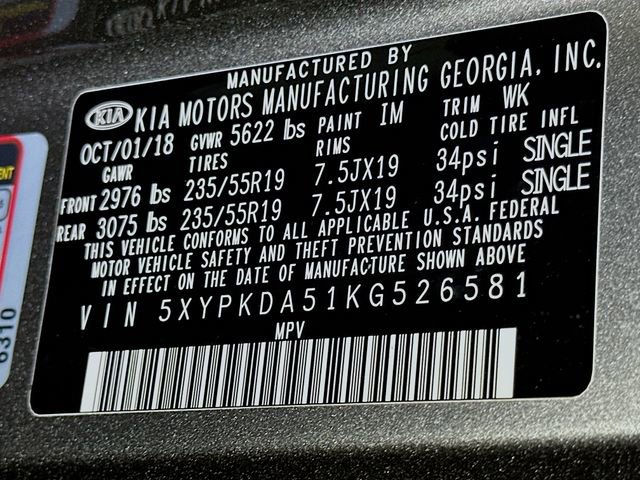 MANUFACTURED BY
KIA KIA MOTORS MANUFACTURING GEORGIA, INC.
OCT/01/18 GVWR 5622 lbs PAINT IM TRIM WK
GAWR TIRES RIMS COLD TIRE INFL
FRONT 2976 lbs 235/55R19 7.5JX19 34psi SINGLE
REAR 3075 lbs 235/55R19 7.5JX19 34psi SINGLE
THIS VEHICLE CONFORMS TO ALL APPLICABLE U.S.A. FEDERAL
MOTOR VEHICLE SAFETY AND THEFT PREVENTION STANDARDS
IN EFFECT ON THE DATE OF MANUFACTURE SHOWN ABOVE
VIN 5XYPKDA51KG526581
MPV
6310